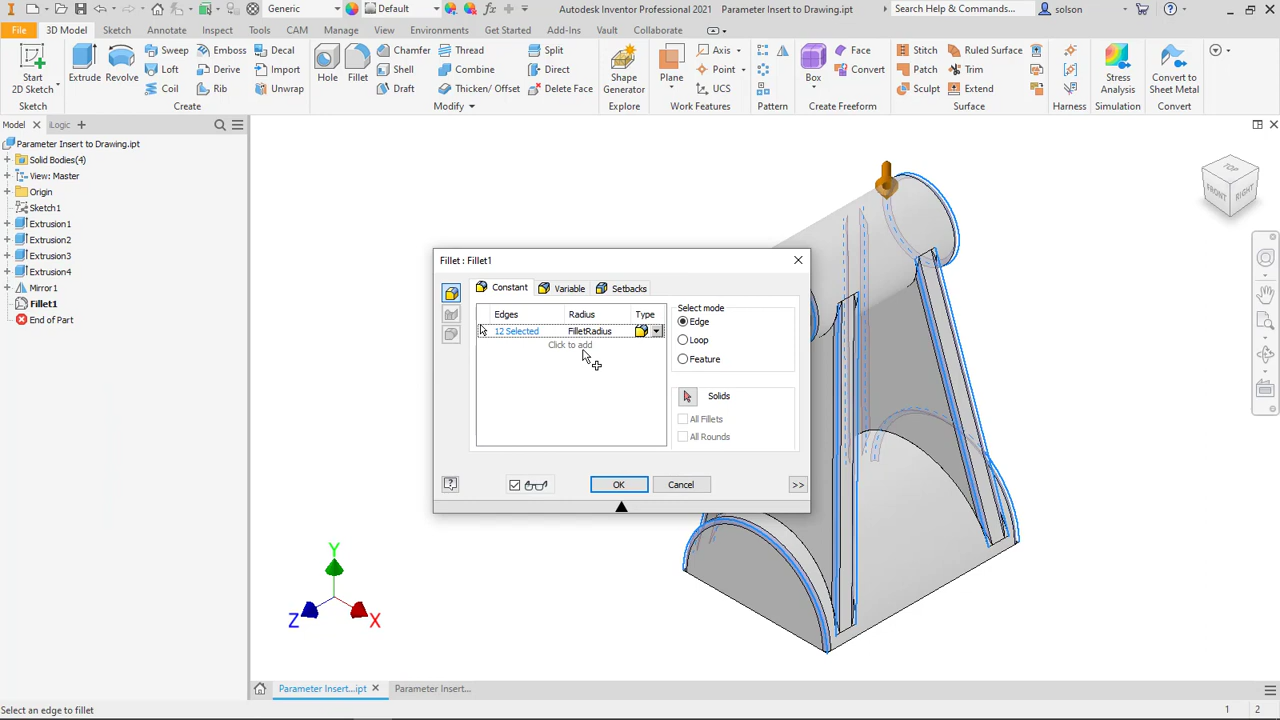 Generic
Default
Autodesk Inventor Professional 2021
Parameter Insert to Drawing.ipt
Search Help & Commands...
solson
File
3D Model
Sketch
Annotate
Inspect
Tools
CAM
Manage
View
Environments
Get Started
Add-Ins
Vault
Collaborate
Start
2D Sketch
Extrude
Revolve
Sweep
Loft
Coil
Emboss
Derive
Rib
Decal
Import
Unwrap
Hole
Fillet
Chamfer
Shell
Draft
Thread
Combine
Thicken/ Offset
Split
Direct
Delete Face
Shape
Generator
Plane
Axis
Point
UCS
Box
Face
Convert
Stitch
Patch
Sculpt
Ruled Surface
Trim
Extend
Stress
Analysis
Convert to
Sheet Metal
Sketch
Create
Modify
Explore
Work Features
Pattern
Create Freeform
Surface
Harness
Simulation
Convert
Model
iLogic
Parameter Insert to Drawing.ipt
Solid Bodies(4)
View: Master
Origin
Sketch1
Extrusion1
Extrusion2
Extrusion3
Extrusion4
Mirror1
Fillet1
End of Part
TOP
FRONT
RIGHT
Fillet : Fillet1
Constant
Variable
Setbacks
Edges
Radius
Type
12 Selected
FilletRadius
Click to add
Select mode
Edge
Loop
Feature
Solids
All Fillets
All Rounds
OK
Cancel
>>
Y
Z
X
Parameter Insert...ipt
Parameter Insert...
Select an edge to fillet
1
2